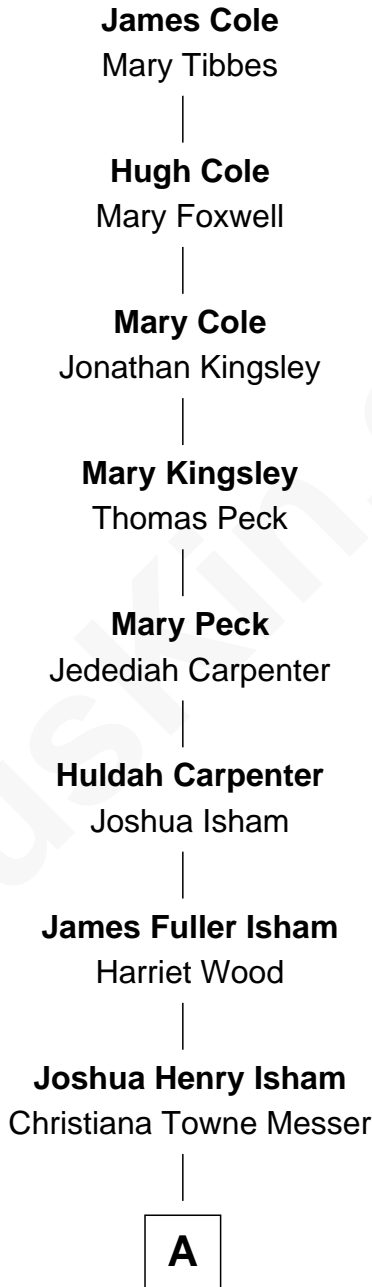 James Cole
Mary Tibbes
Hugh Cole
Mary Foxwell
Mary Cole
Jonathan Kingsley
Mary Kingsley
Thomas Peck
Mary Peck
Jedediah Carpenter
Huldah Carpenter
Joshua Isham
James Fuller Isham
Harriet Wood
Joshua Henry Isham
Christiana Towne Messer
A